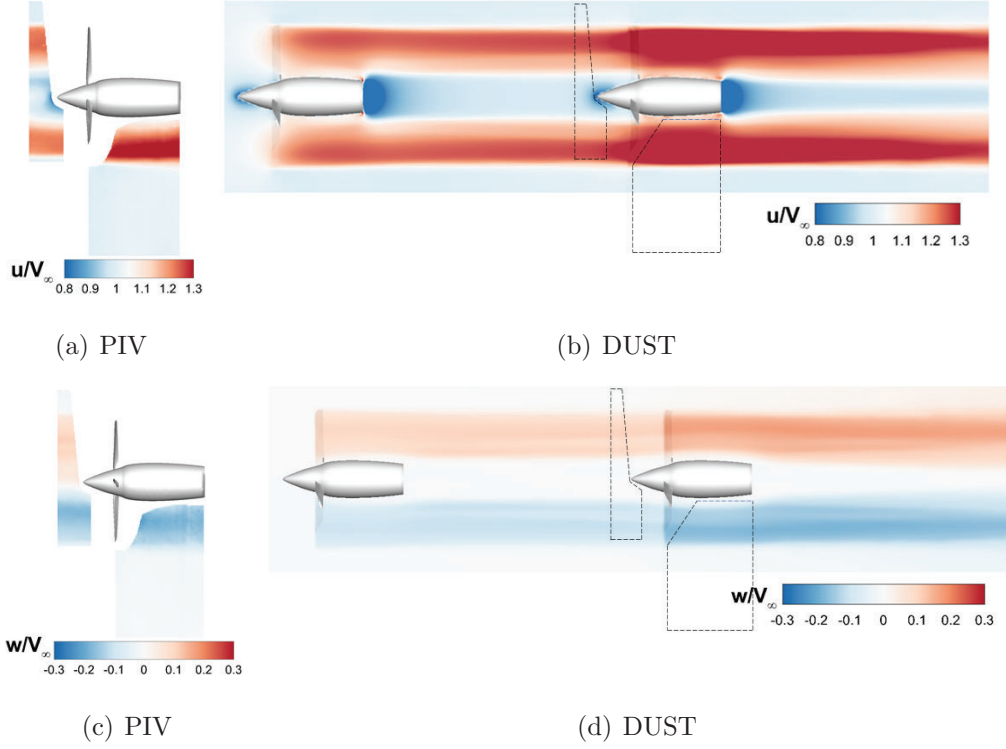 u/V∞
0.8 0.9 1 1.1 1.2 1.3
u/V∞
0.8 0.9 1 1.1 1.2 1.3
(a) PIV
(b) DUST
w/V∞
-0.3 -0.2 -0.1 0 0.1 0.2 0.3
w/V∞
-0.3 -0.2 -0.1 0 0.1 0.2 0.3
(c) PIV
(d) DUST